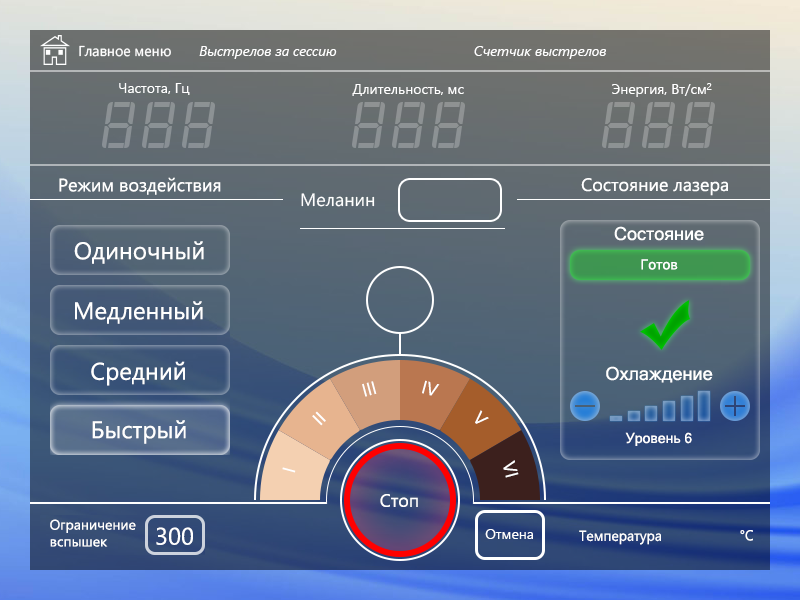 Главное меню
Выстрелов за сессию
Счетчик выстрелов
Частота, Гц
Длительность, мс
Энергия, Вт/см²
888
888
888
Режим воздействия
Меланин
Состояние лазера
Одиночный
Медленный
Средний
Быстрый
Состояние
Готов
Охлаждение
Уровень 6
I
II
III
IV
V
VI
Стоп
Ограничение
вспышек
300
Отмена
Температура
°C